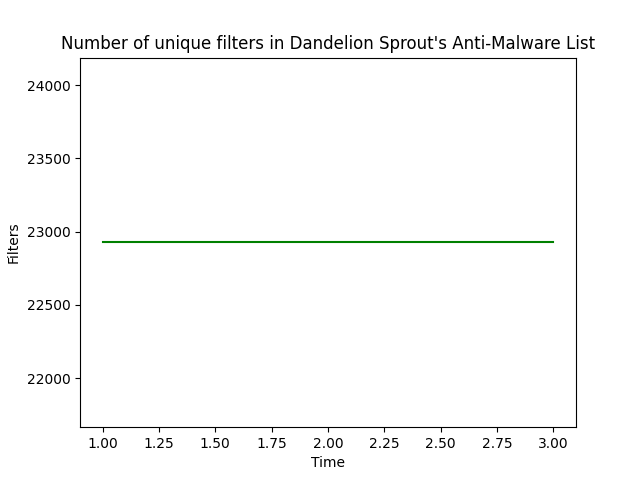 Number of unique filters in Dandelion Sprout's Anti-Malware List
24000
23500
23000
22500
22000
Filters
1.00 1.25 1.50 1.75 2.00 2.25 2.50 2.75 3.00
Time